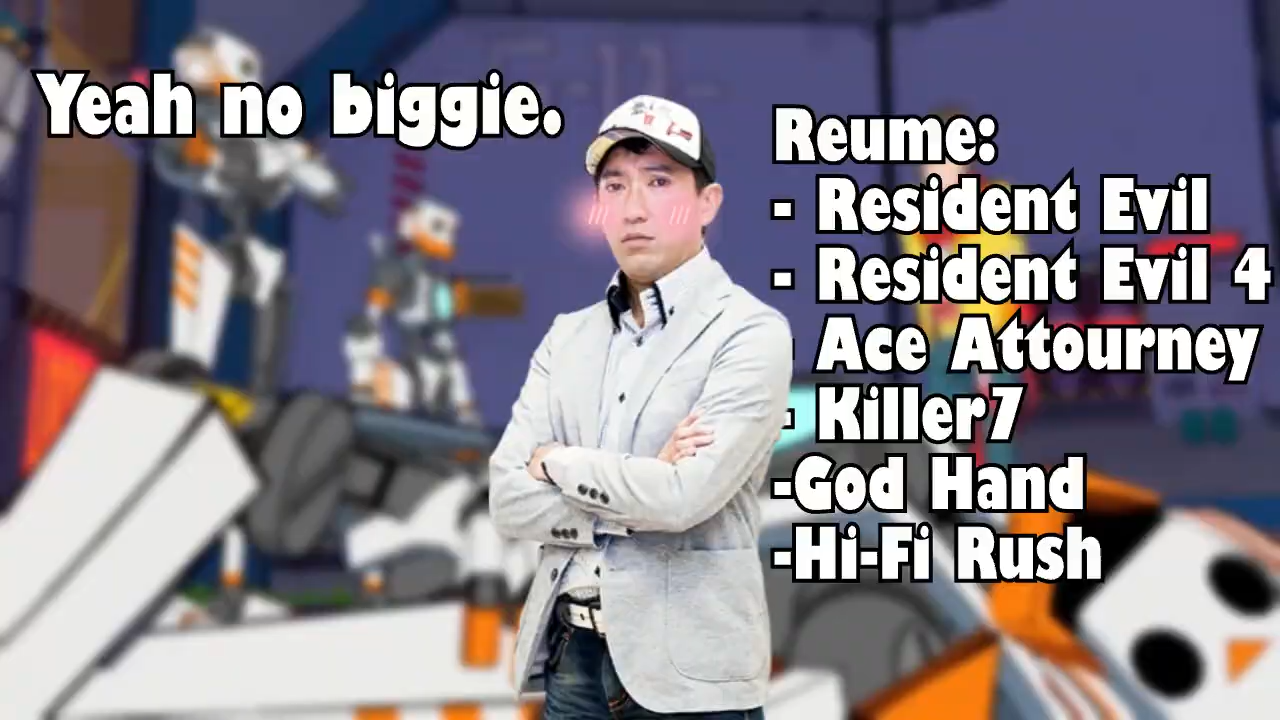 Yeah no biggie.
Reume:
- Resident Evil
- Resident Evil 4
- Ace Attourney
- Killer7
-God Hand
-Hi-Fi Rush